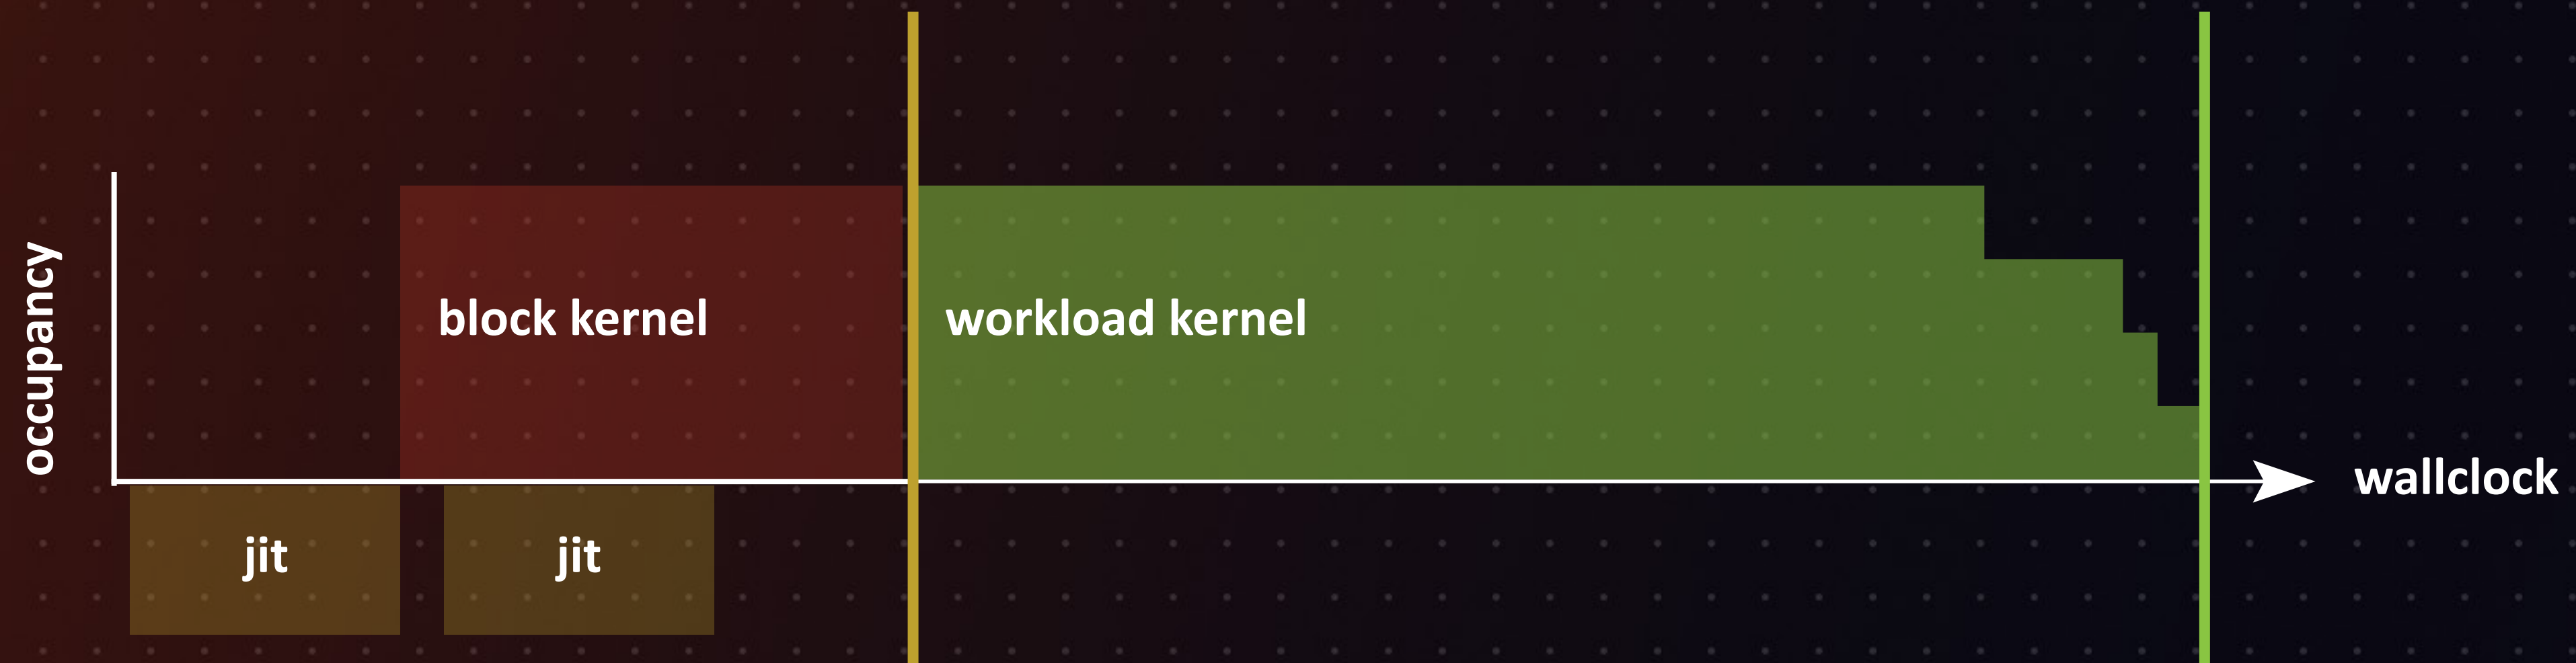 occupancy
block kernel
workload kernel
wallclock
jit
jit